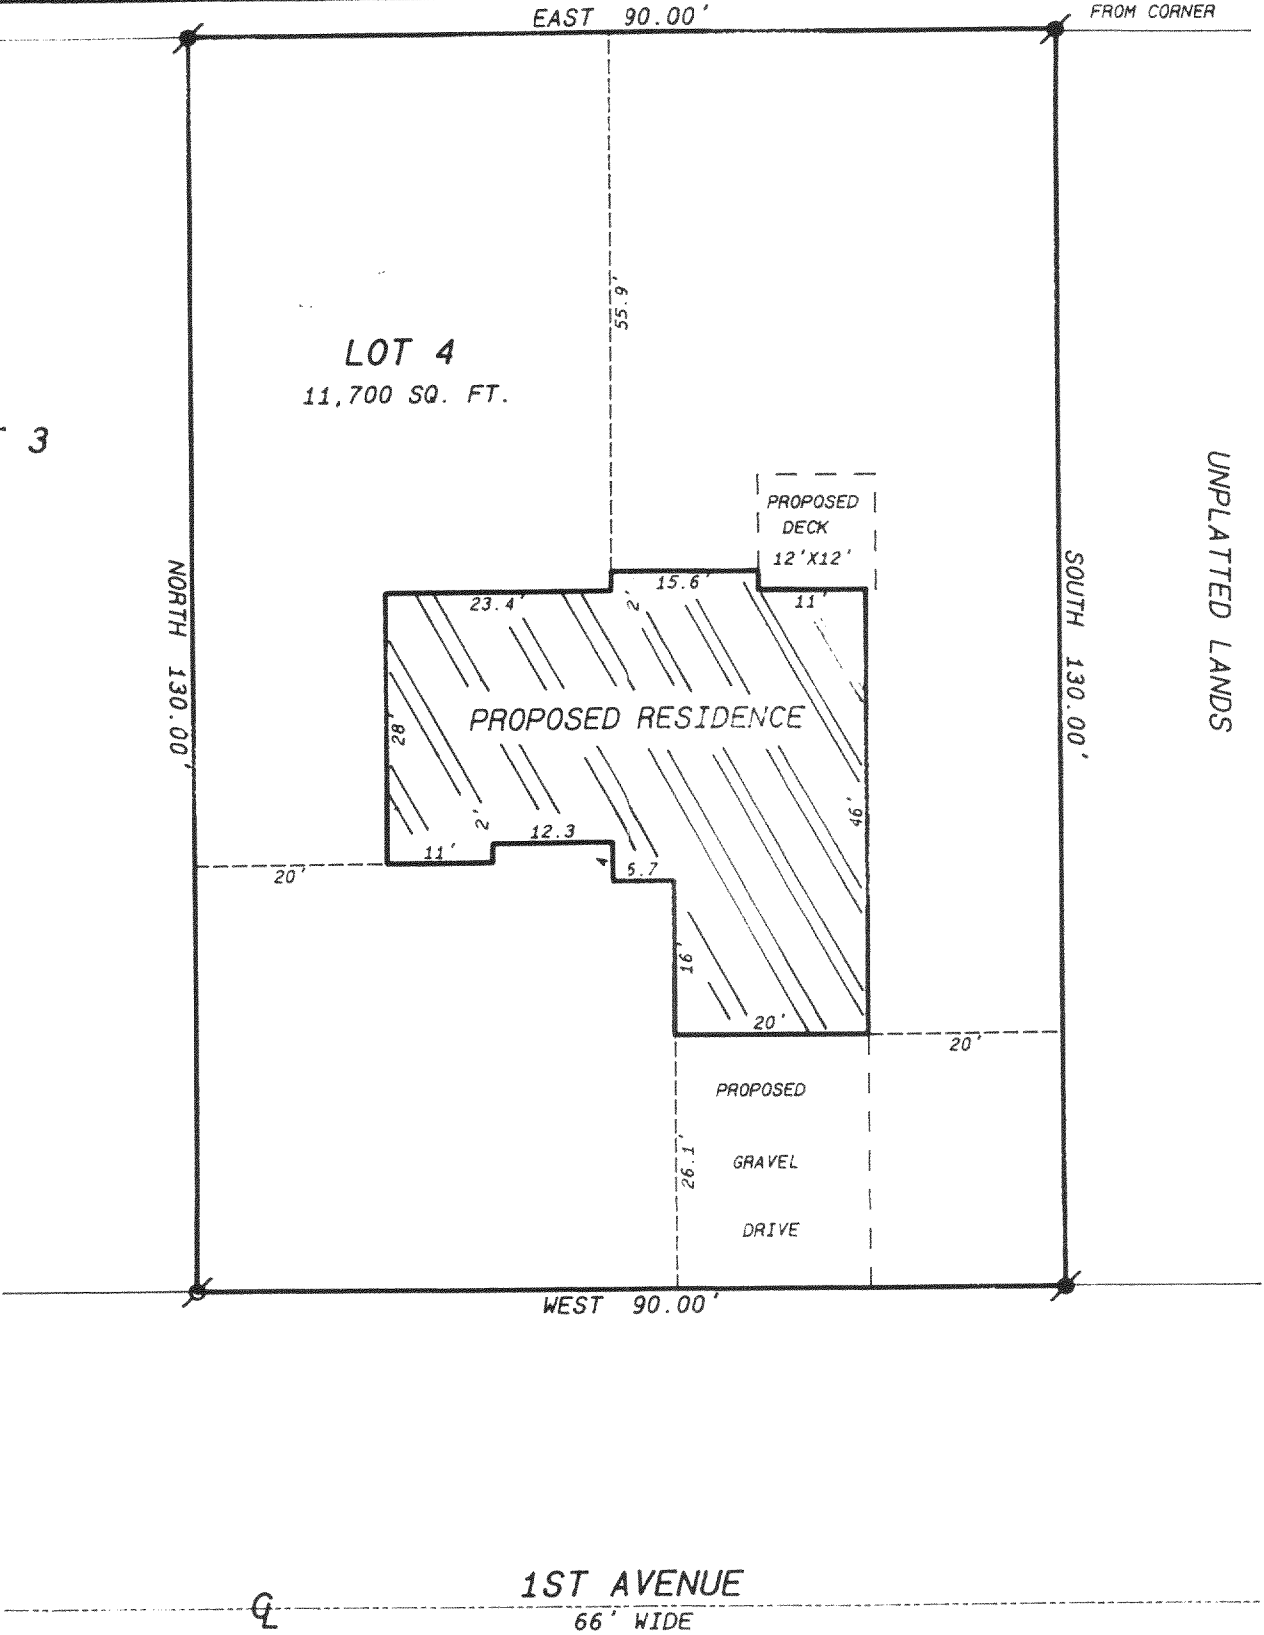 EAST 90.00'
FROM CORNER
55.9'
LOT 4
11,700 SQ. FT.
3
UNPLATTED LANDS
PROPOSED
DECK
12'X12'
NORTH 130.00'
SOUTH 130.00'
15.6'
23.4'
2'
11'
PROPOSED RESIDENCE
28'
46'
2'
12.3
11'
4
5.7
20'
16'
20'
20'
PROPOSED
26.1'
GRAVEL
DRIVE
WEST 90.00'
1ST AVENUE
℄
66' WIDE